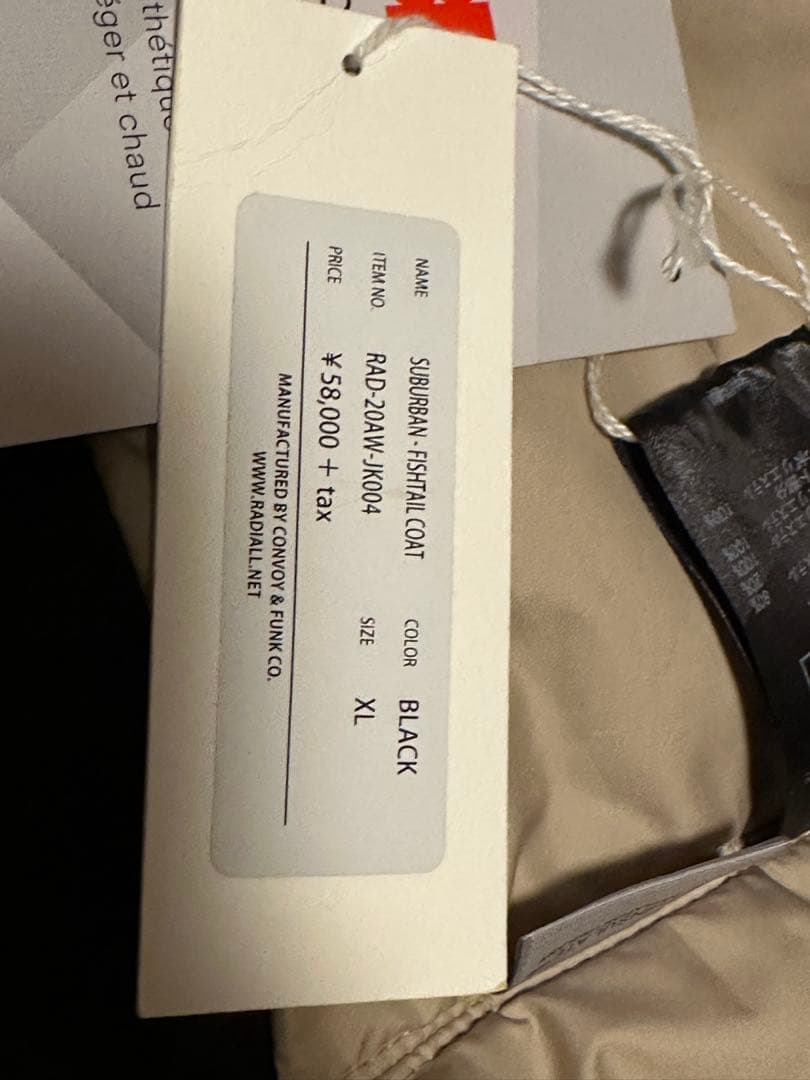 thétique
éger et chaud
NAME SUBURBAN - FISHTAIL COAT COLOR BLACK
ITEM NO. RAD-20AW-JK004 SIZE XL
PRICE ¥ 58,000 + tax
MANUFACTURED BY CONVOY & FUNK CO.
WWW.RADIALL.NET